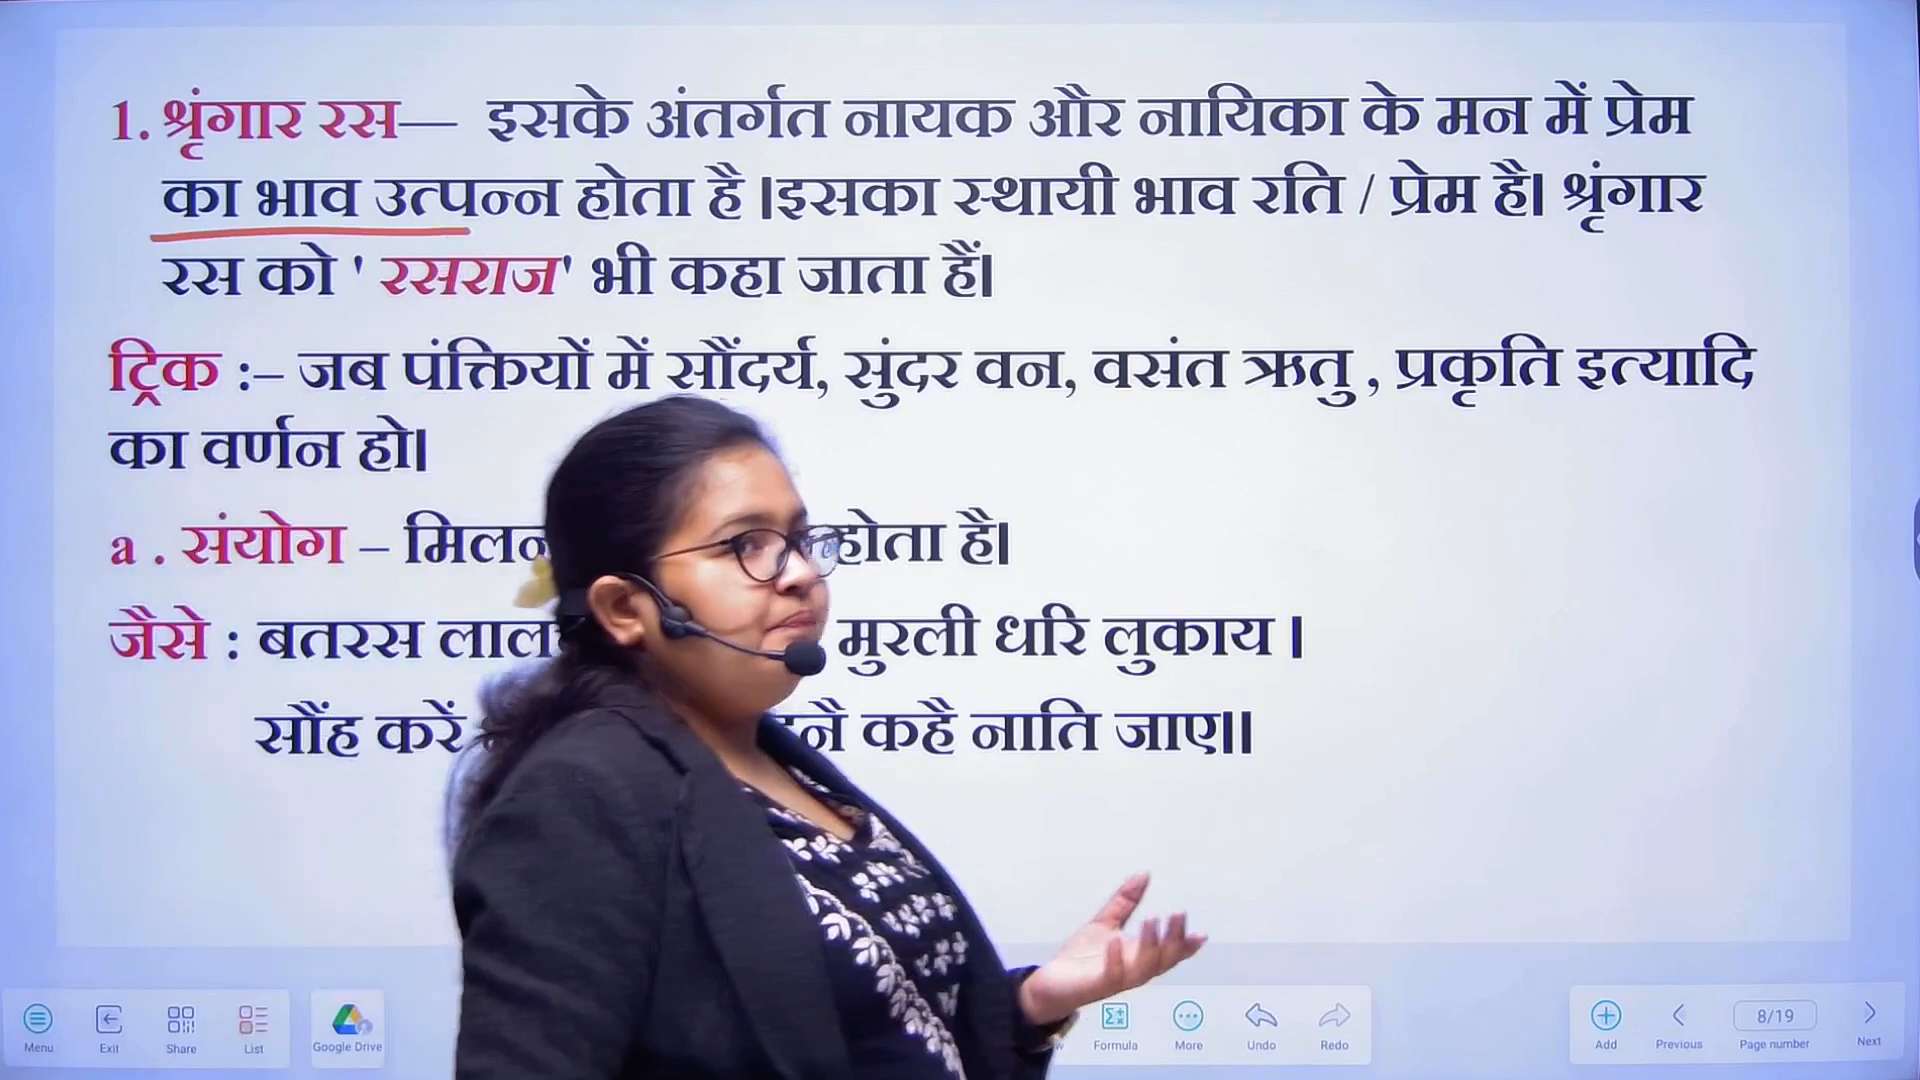 1. श्रृंगार रस— इसके अंतर्गत नायक और नायिका के मन में प्रेम
का भाव उत्पन्न होता है ।इसका स्थायी भाव रति / प्रेम है। श्रृंगार
रस को ' रसराज' भी कहा जाता हैं।
ट्रिक :– जब पंक्तियों में सौंदर्य, सुंदर वन, वसंत ऋतु , प्रकृति इत्यादि
का वर्णन हो।
a . संयोग – मिलन होता है।
जैसे : बतरस मुरली धरि लुकाय ।
सौंह करें कहै नाति जाए।।
Menu Exit Share List Google Drive Formula More Undo Redo Add Previous 8/19 Page number Next